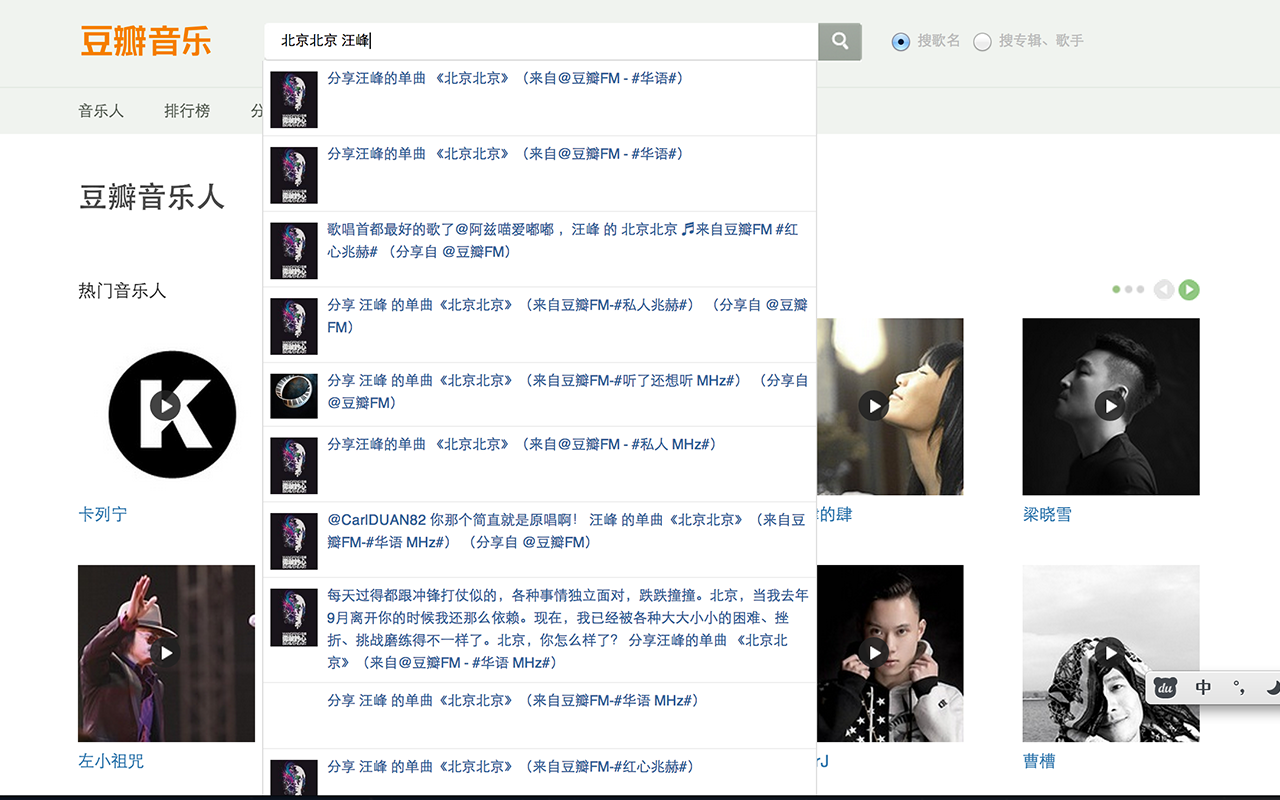 豆瓣音乐
北京北京 汪峰
搜歌名
搜专辑、歌手
音乐人
排行榜
分享汪峰的单曲 《北京北京》（来自@豆瓣FM - #华语#）
分享汪峰的单曲 《北京北京》（来自@豆瓣FM - #华语#）
歌唱首都最好的歌了@阿兹喵爱嘟嘟 ，汪峰 的 北京北京 ♬来自豆瓣FM #红
心兆赫# （分享自 @豆瓣FM）
分享 汪峰 的单曲《北京北京》（来自豆瓣FM-#私人兆赫#） （分享自 @豆瓣
FM）
分享 汪峰 的单曲《北京北京》（来自豆瓣FM-#听了还想听 MHz#） （分享自
@豆瓣FM）
分享汪峰的单曲 《北京北京》（来自@豆瓣FM - #私人 MHz#）
@CarlDUAN82 你那个简直就是原唱啊！ 汪峰 的单曲《北京北京》（来自豆
瓣FM-#华语 MHz#） （分享自 @豆瓣FM）
每天过得都跟冲锋打仗似的，各种事情独立面对，跌跌撞撞。北京，当我去年
9月离开你的时候我还那么依赖。现在，我已经被各种大大小小的困难、挫
折、挑战磨练得不一样了。北京，你怎么样了？ 分享汪峰的单曲 《北京北
京》（来自@豆瓣FM - #华语 MHz#）
分享 汪峰 的单曲《北京北京》（来自豆瓣FM-#华语 MHz#）
分享 汪峰 的单曲《北京北京》（来自豆瓣FM-#红心兆赫#）
豆瓣音乐人
热门音乐人
K
卡列宁
的肆
梁晓雪
左小祖咒
J
曹槽
du 中 °,